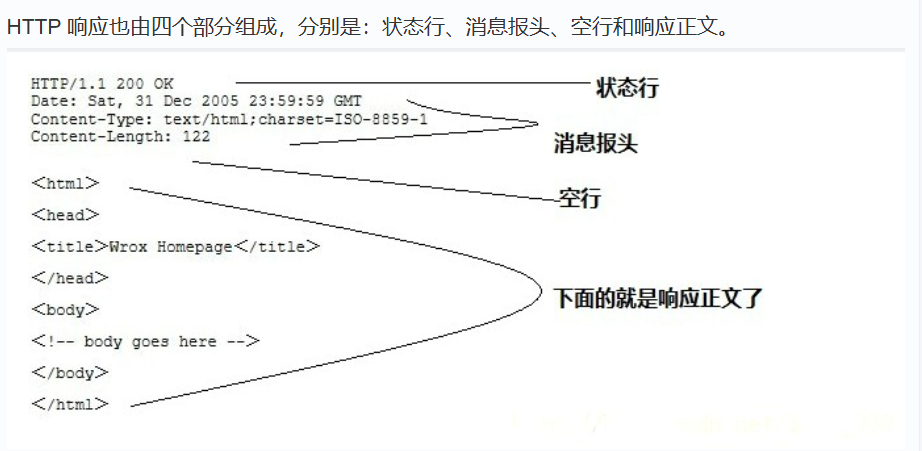 HTTP 响应也由四个部分组成，分别是：状态行、消息报头、空行和响应正文。
HTTP/1.1 200 OK
状态行
Date: Sat, 31 Dec 2005 23:59:59 GMT
Content-Type: text/html;charset=ISO-8859-1
Content-Length: 122
消息报头
<html>
空行
<head>
<title>Wrox Homepage</title>
</head>
下面的就是响应正文了
<body>
<!-- body goes here -->
</body>
</html>